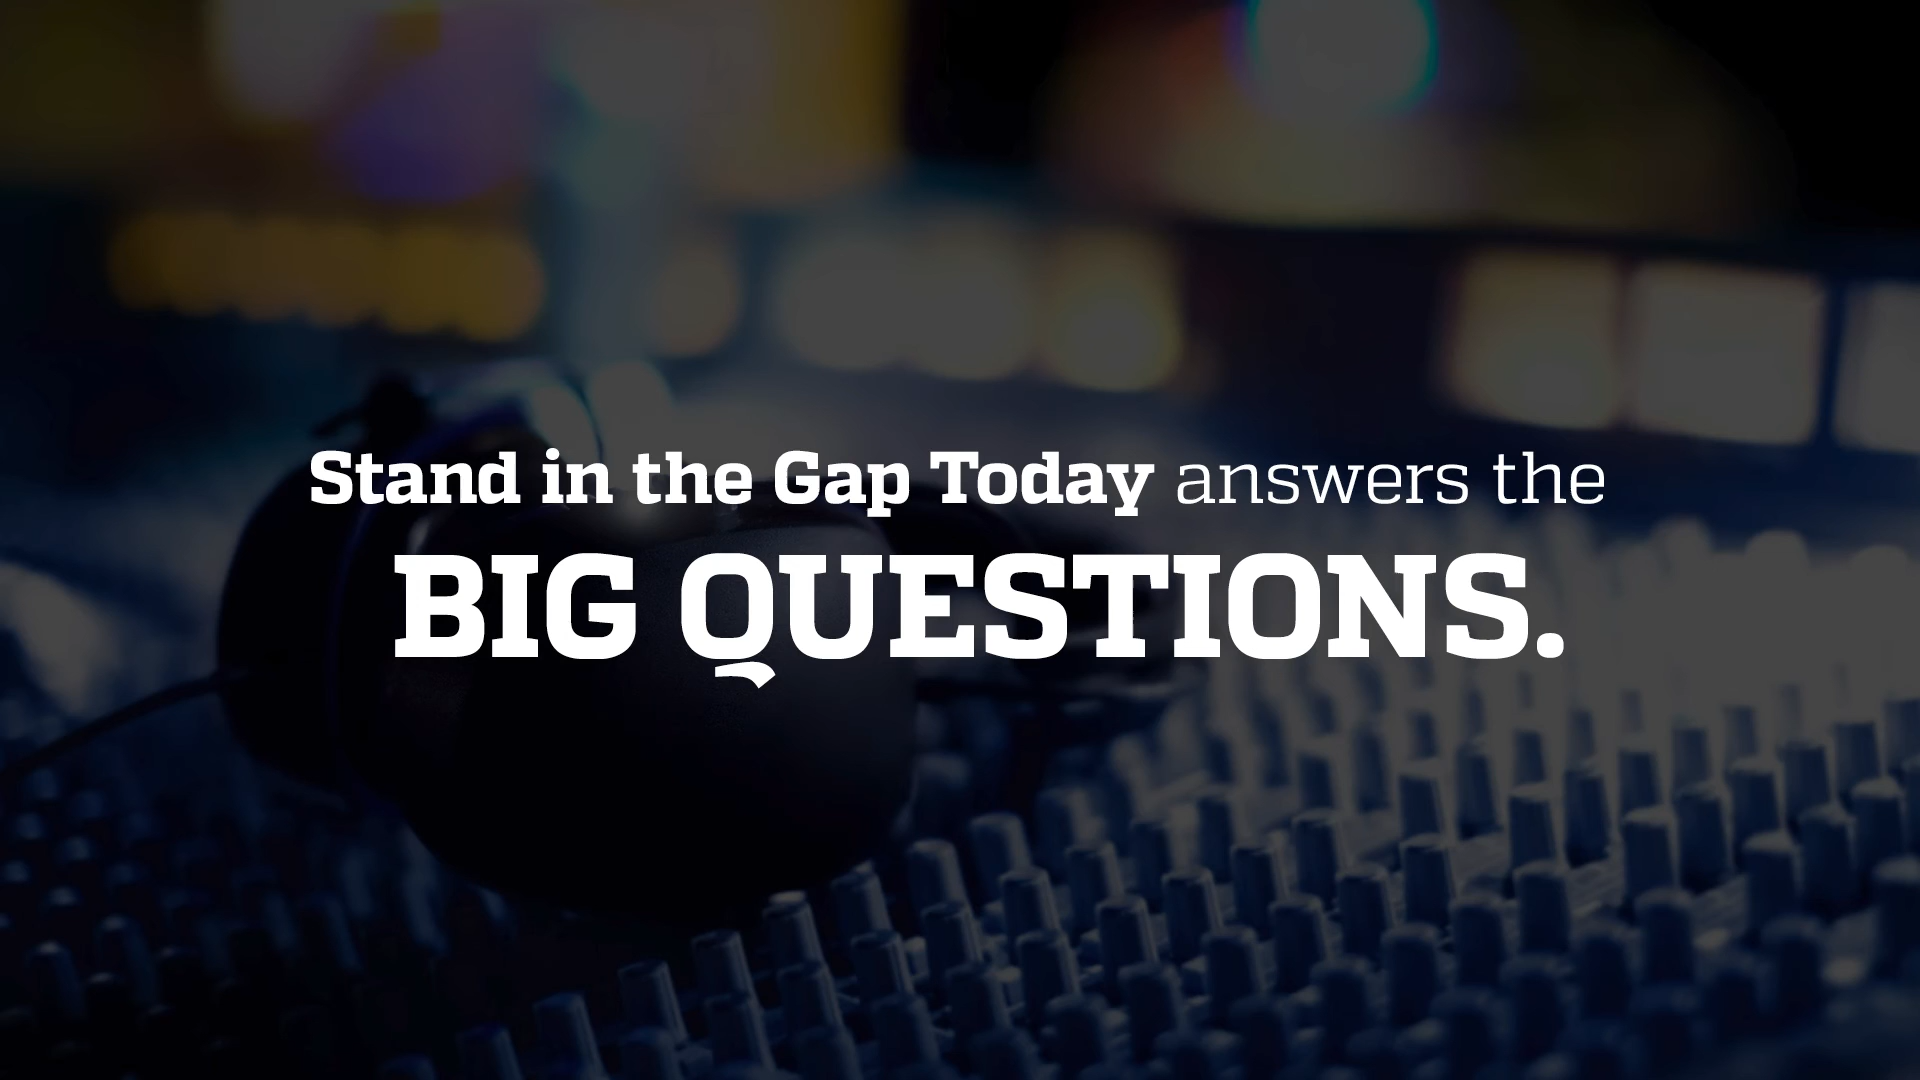 Stand in the Gap Today answers the
BIG QUESTIONS.